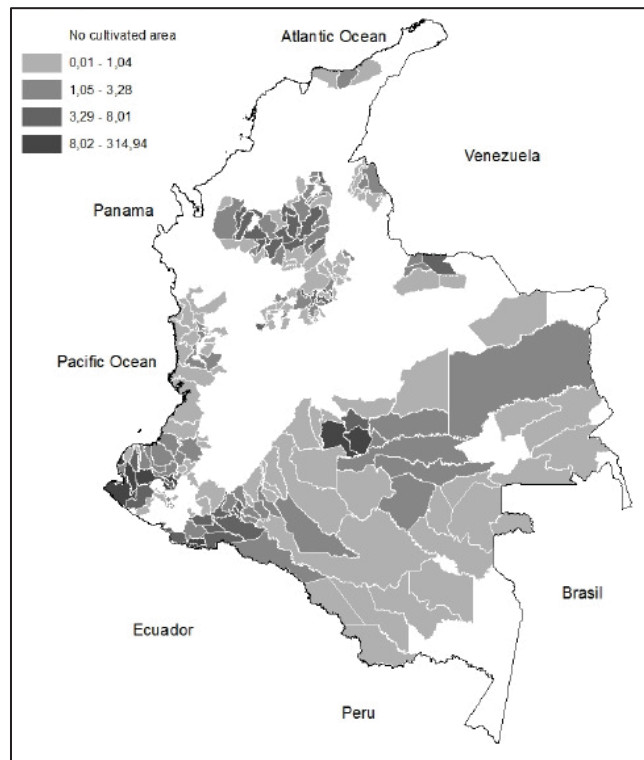 No cultivated area
0,01 - 1,04
1,05 - 3,28
3,29 - 8,01
8,02 - 314,94
Atlantic Ocean
Venezuela
Panama
Pacific Ocean
Brasil
Ecuador
Peru